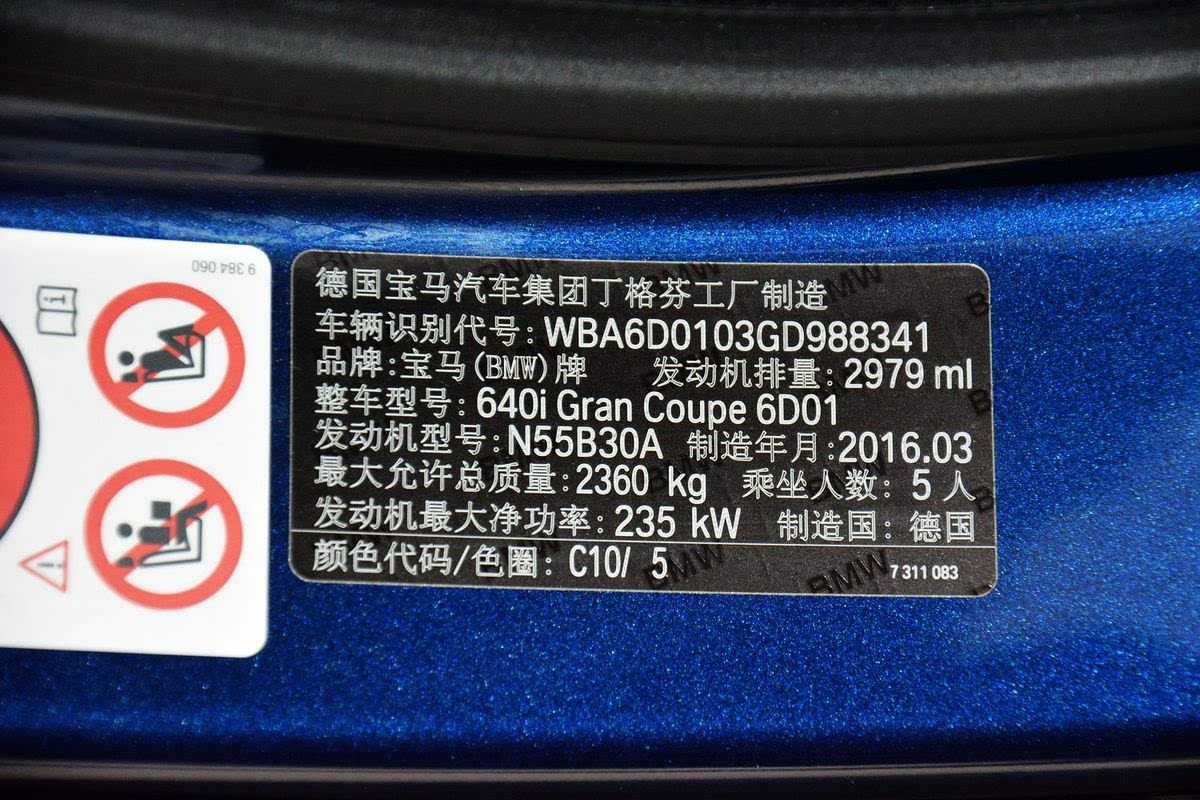 9 384 060
德国宝马汽车集团丁格芬工厂制造
车辆识别代号: WBA6D0103GD988341
品牌: 宝马(BMW)牌 发动机排量: 2979 ml
整车型号: 640i Gran Coupe 6D01
发动机型号: N55B30A 制造年月: 2016.03
最大允许总质量: 2360 kg 乘坐人数: 5 人
发动机最大净功率: 235 kW 制造国: 德国
颜色代码/色圈: C10/ 5 7 311 083